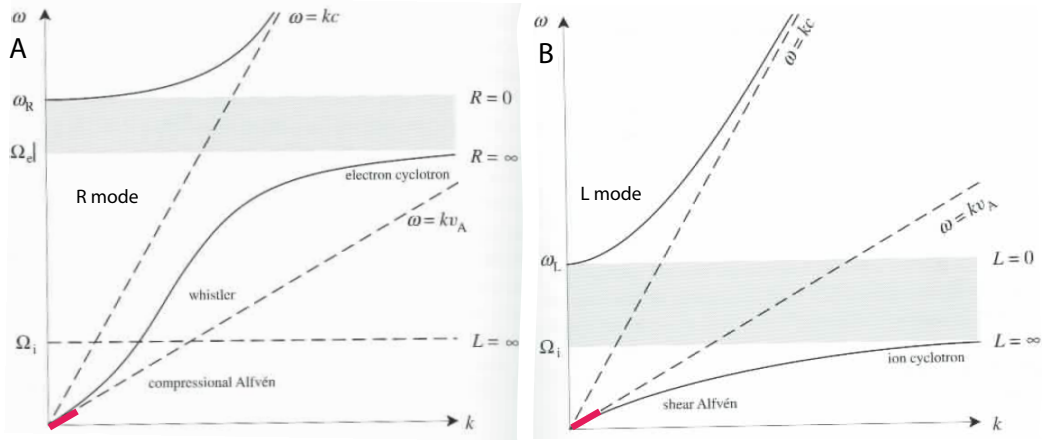 A
ω
ω = kc
ω_R
R = 0
Ω_e|
R = ∞
electron cyclotron
R mode
ω = kv_A
whistler
Ω_i
L = ∞
compressional Alfvén
k
B
ω
ω = kc
L mode
ω = kv_A
ω_L
L = 0
Ω_i
L = ∞
ion cyclotron
shear Alfvén
k